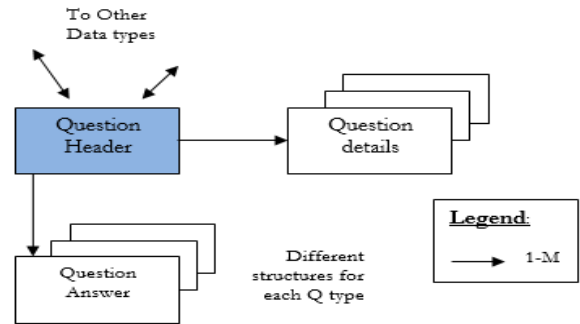 To Other
Data types
Question
Header
Question
details
Legend:
1-M
Question
Answer
Different
structures for
each Q type